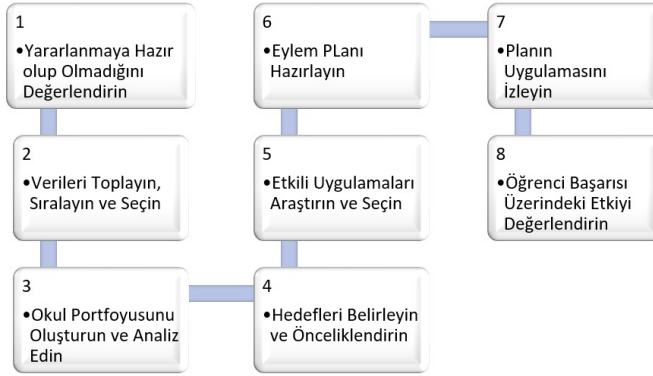 1
•Yararlanmaya Hazır
olup Olmadığını
Değerlendirin
2
•Verileri Toplayın,
Sıralayın ve Seçin
3
•Okul Portfoyusunu
Oluşturun ve Analiz
Edin
4
•Hedefleri Belirleyin
ve Önceliklendirin
5
•Etkili Uygulamaları
Araştırın ve Seçin
6
•Eylem PLanı
Hazırlayın
7
•Planın
Uygulamasını
İzleyin
8
•Öğrenci Başarısı
Üzerindeki Etkiyi
Değerlendirin